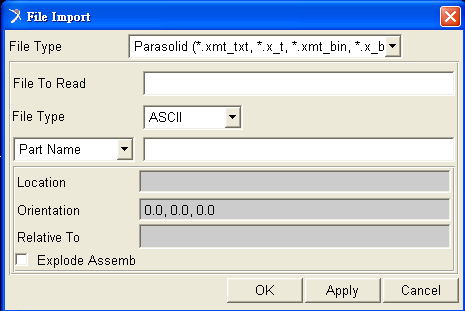 File Import
File Type Parasolid (*.xmt_txt, *.x_t, *.xmt_bin, *.x_b
File To Read
File Type ASCII
Part Name
Location
Orientation 0.0, 0.0, 0.0
Relative To
Explode Assemb
OK Apply Cancel